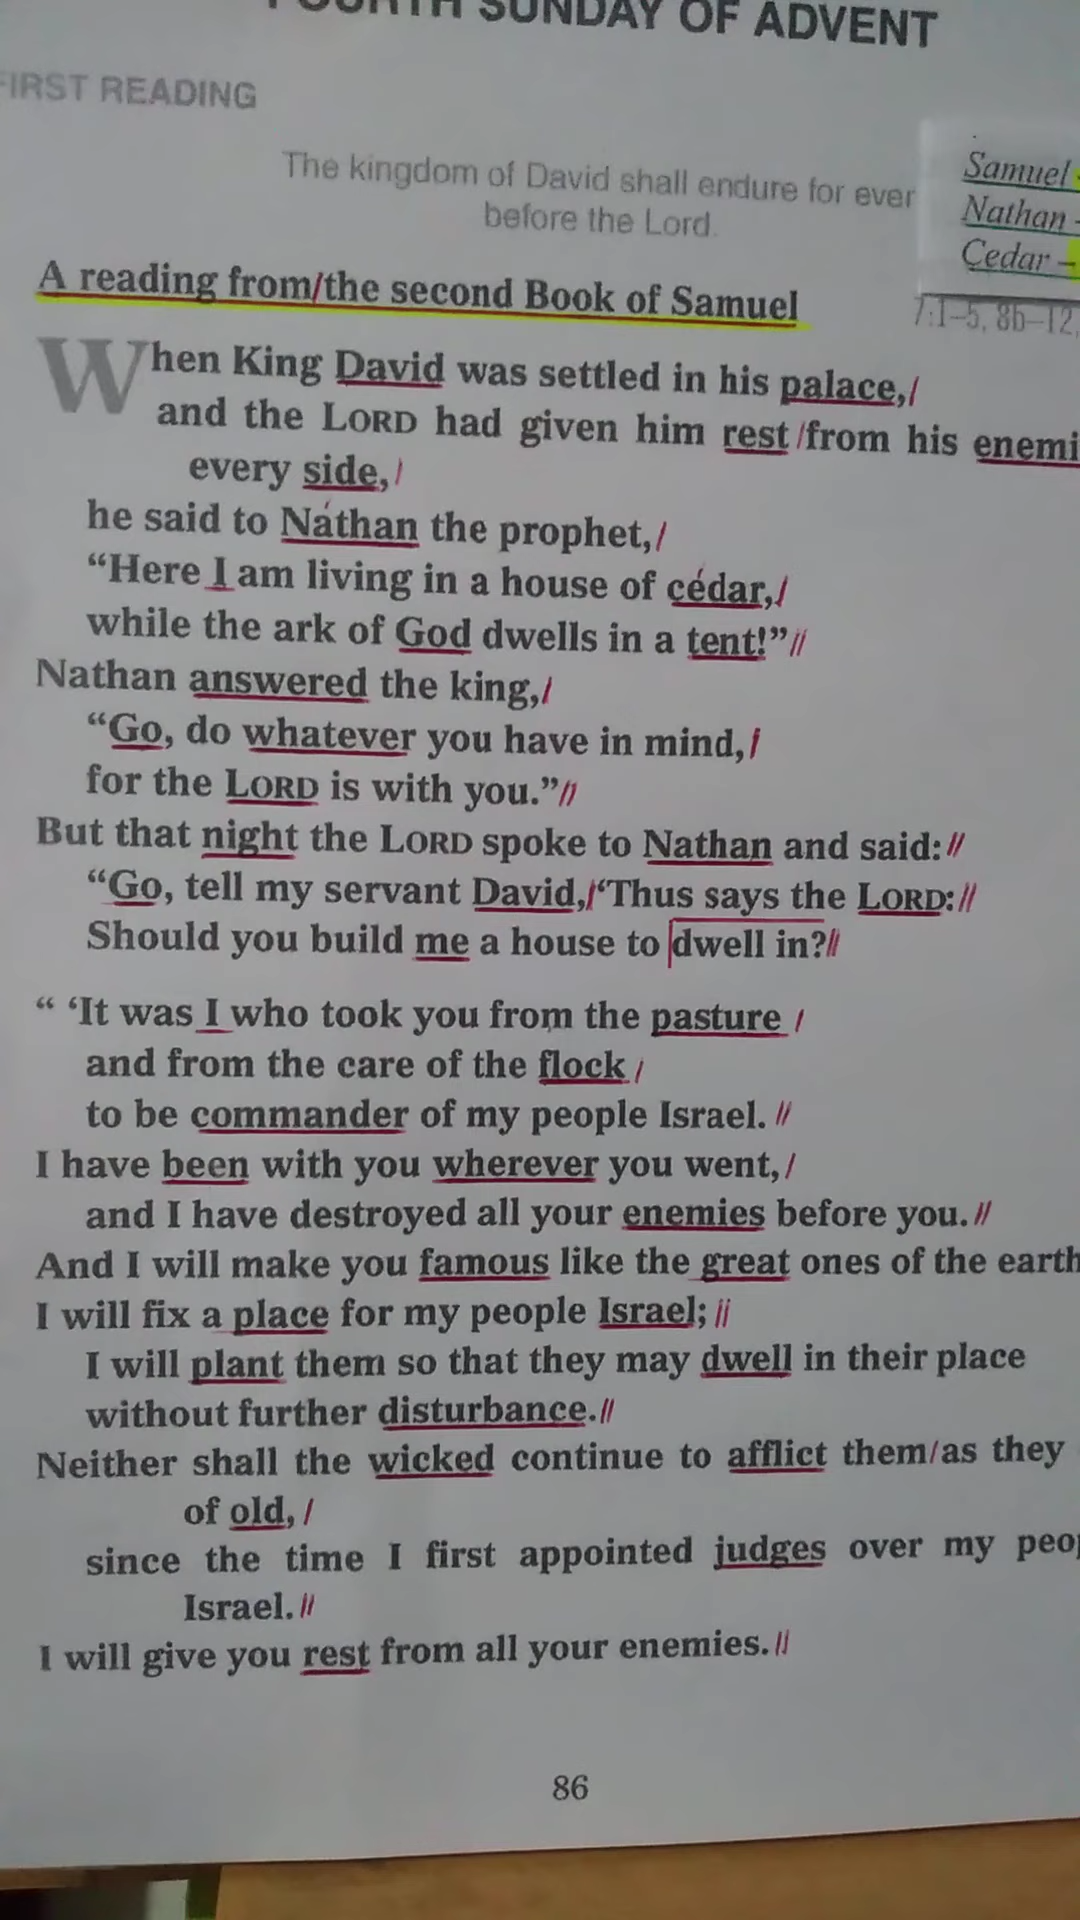 FOURTH SUNDAY OF ADVENT
FIRST READING
The kingdom of David shall endure for ever
before the Lord.
Samuel -
Nathan -
Cedar –
A reading from/the second Book of Samuel
7:1–5, 8b–12,
When King David was settled in his palace,/
and the LORD had given him rest /from his
every side,/
he said to Náthan the prophet,/
“Here I am living in a house of cédar,/
while the ark of God dwells in a tent!”//
Nathan answered the king,/
“Go, do whatever you have in mind,/
for the LORD is with you.”//
But that night the LORD spoke to Nathan and said://
“Go, tell my servant David,/‘Thus says the LORD://
Should you build me a house to dwell in?//
“ ‘It was I who took you from the pasture /
and from the care of the flock /
to be commander of my people Israel. //
I have been with you wherever you went,/
and I have destroyed all your enemies before you.//
And I will make you famous like the great ones of the earth
I will fix a place for my people Israel; //
I will plant them so that they may dwell in their place
without further disturbance.//
Neither shall the wicked continue to afflict them/as they
of old, /
since the time I first appointed judges over my
Israel. //
I will give you rest from all your enemies.//
86